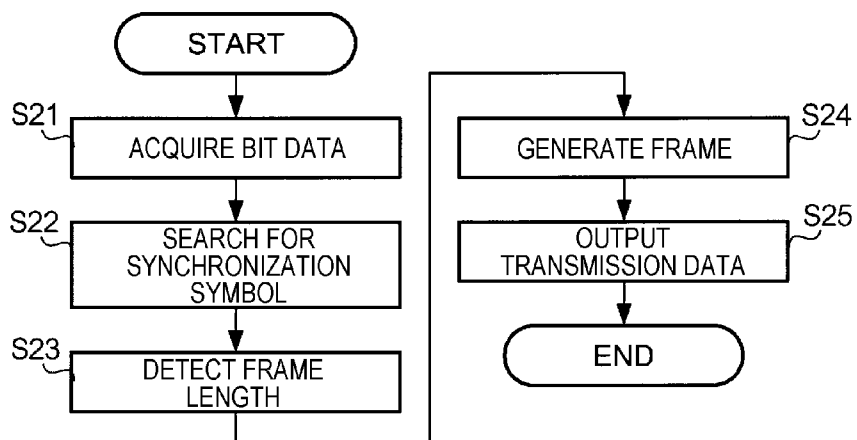 START
S21
ACQUIRE BIT DATA
S22
SEARCH FOR
SYNCHRONIZATION
SYMBOL
S23
DETECT FRAME
LENGTH
S24
GENERATE FRAME
S25
OUTPUT
TRANSMISSION DATA
END